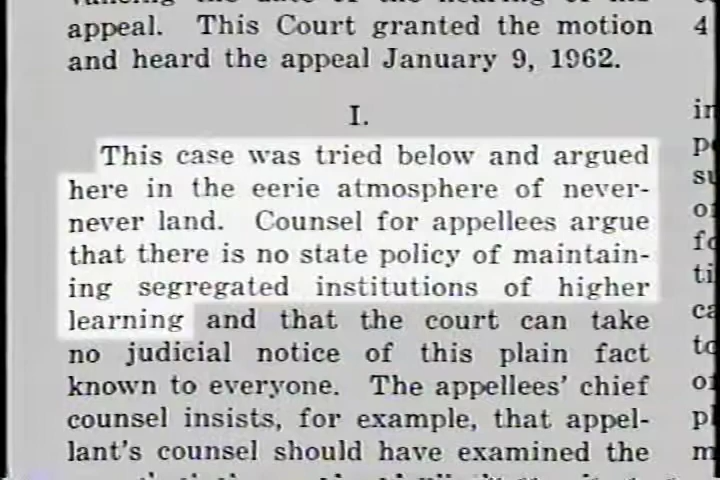 appeal. This Court granted the motion
and heard the appeal January 9, 1962.
I.
This case was tried below and argued
here in the eerie atmosphere of never-
never land. Counsel for appellees argue
that there is no state policy of maintain-
ing segregated institutions of higher
learning and that the court can take
no judicial notice of this plain fact
known to everyone. The appellees' chief
counsel insists, for example, that appel-
lant's counsel should have examined the
4
in